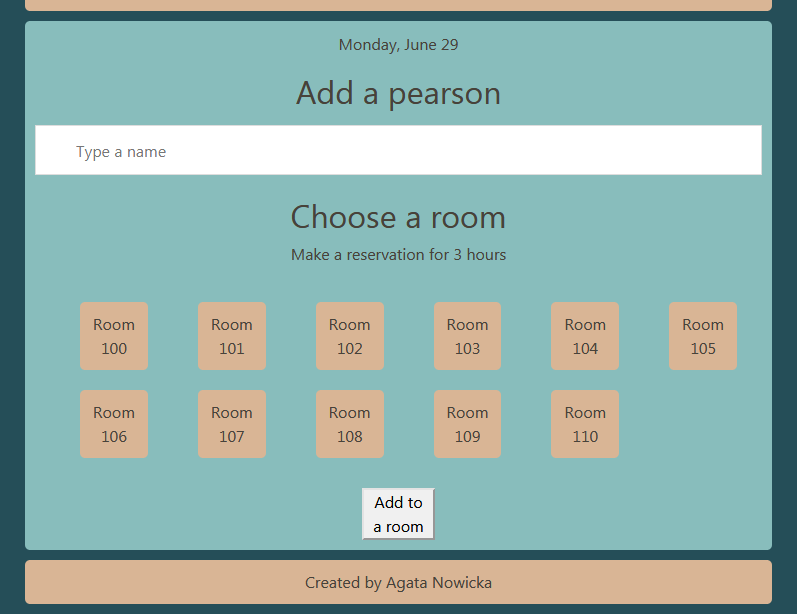 Monday, June 29
Add a pearson
Type a name
Choose a room
Make a reservation for 3 hours
Room
100
Room
101
Room
102
Room
103
Room
104
Room
105
Room
106
Room
107
Room
108
Room
109
Room
110
Add to
a room
Created by Agata Nowicka